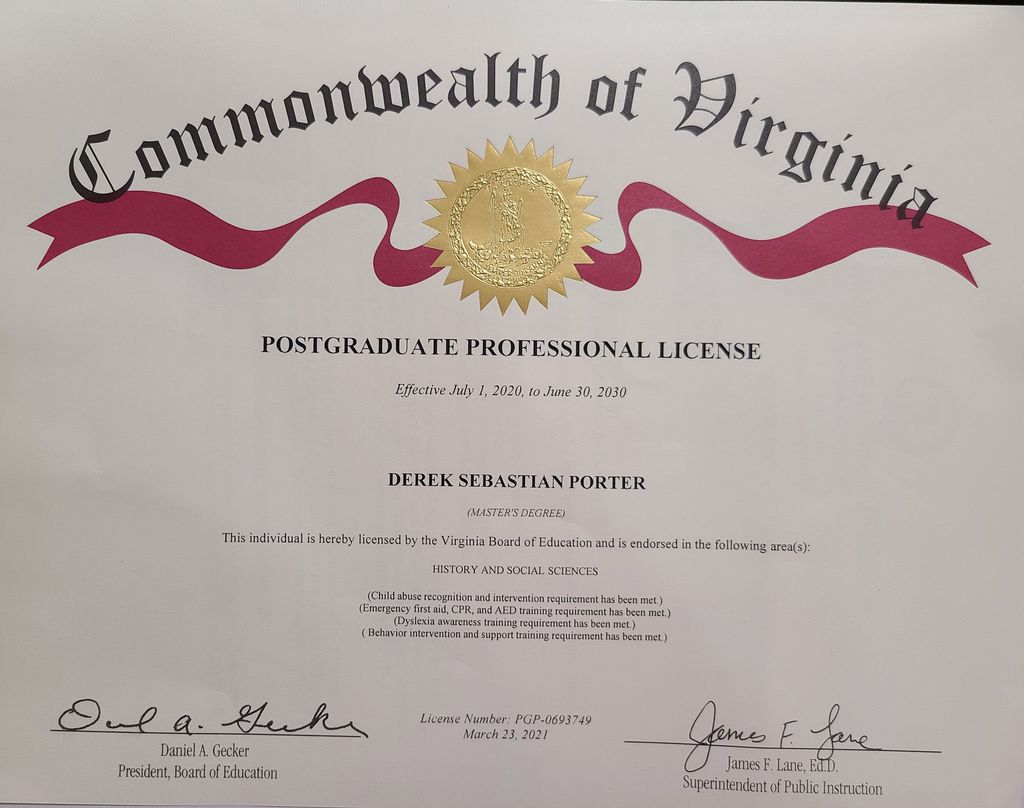 Commonwealth of Virginia
POSTGRADUATE PROFESSIONAL LICENSE
Effective July 1, 2020, to June 30, 2030
DEREK SEBASTIAN PORTER
(MASTER'S DEGREE)
This individual is hereby licensed by the Virginia Board of Education and is endorsed in the following area(s):
HISTORY AND SOCIAL SCIENCES
(Child abuse recognition and intervention requirement has been met.)
(Emergency first aid, CPR, and AED training requirement has been met.)
(Dyslexia awareness training requirement has been met.)
( Behavior intervention and support training requirement has been met.)
Daniel A. Gecker
Daniel A. Gecker
President, Board of Education
License Number: PGP-0693749
March 23, 2021
James F. Lane
James F. Lane, Ed.D.
Superintendent of Public Instruction